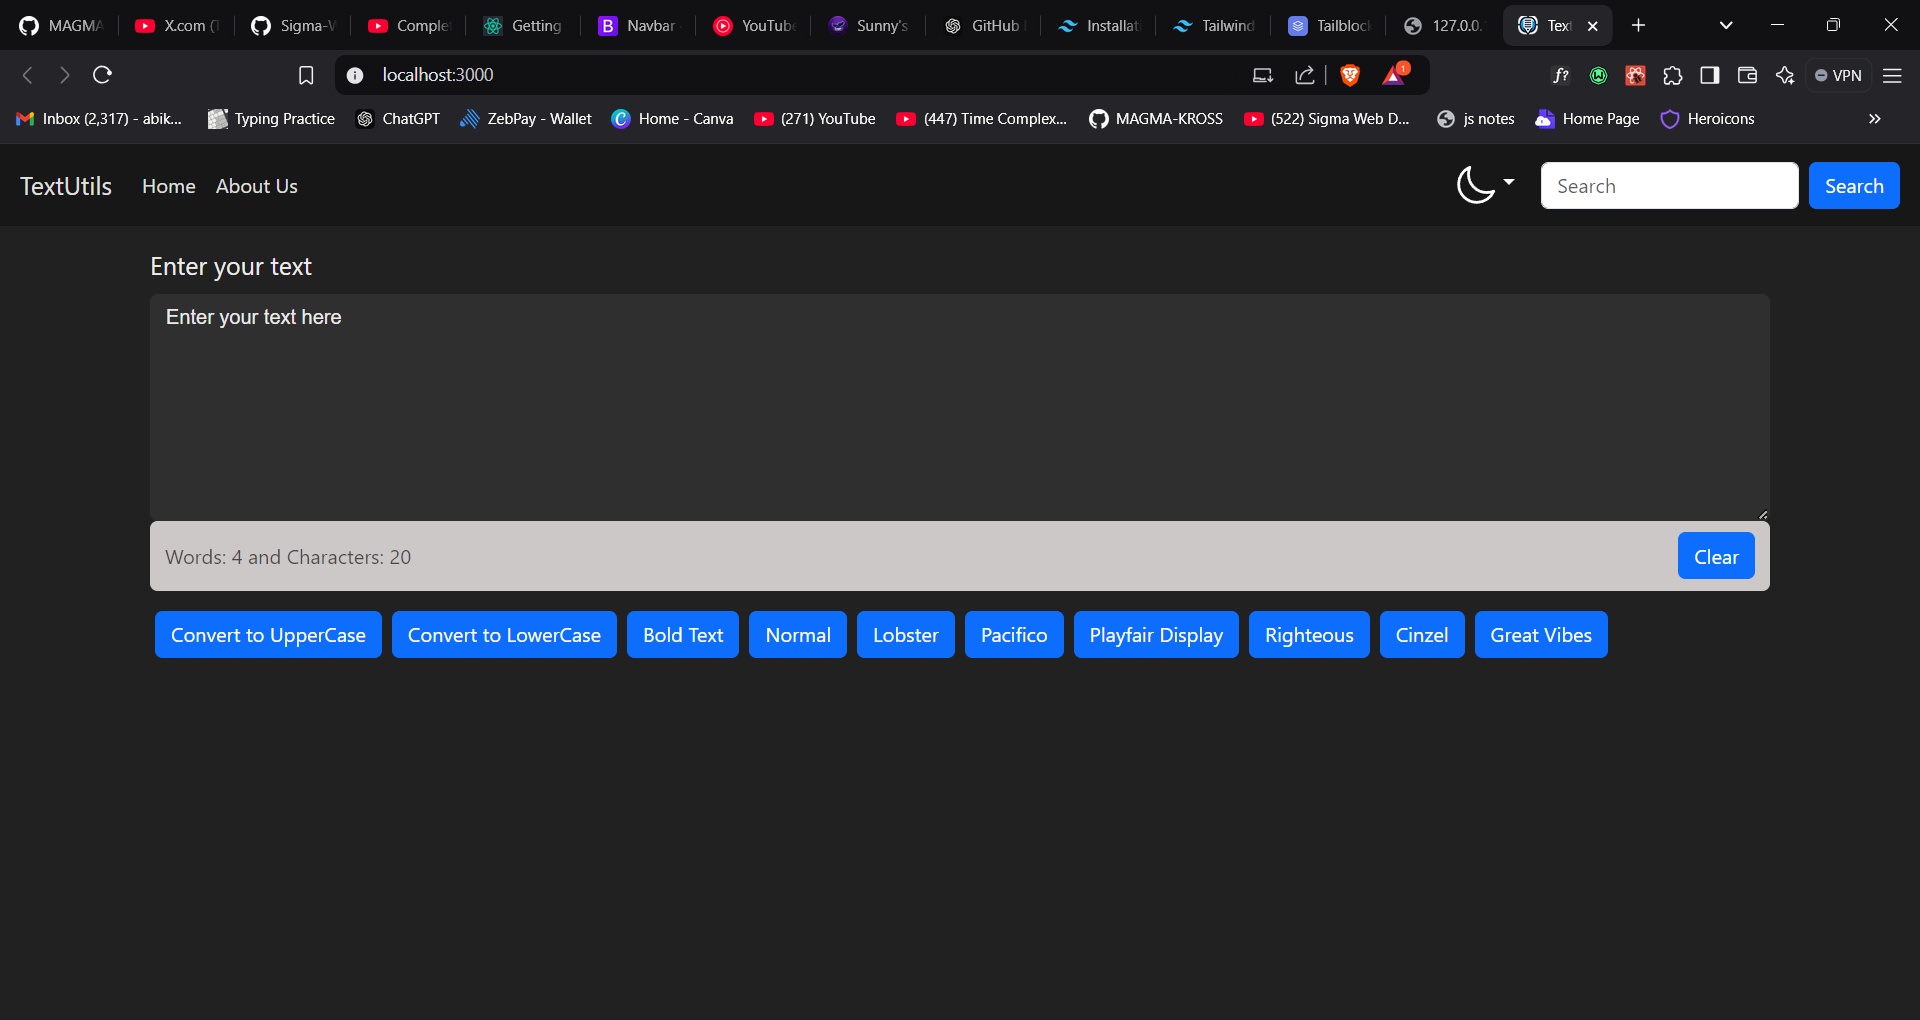 MAGMA
X.com (
Sigma-
Comple
Getting
Navbar
YouTube
Sunny's
GitHub
Installat
Tailwind
Tailbloc
127.0.0.
Text
localhost:3000
1
f?
VPN
Inbox (2,317) - abik...
Typing Practice
ChatGPT
ZebPay - Wallet
Home - Canva
(271) YouTube
(447) Time Complex...
MAGMA-KROSS
(522) Sigma Web D...
js notes
Home Page
Heroicons
TextUtils
Home
About Us
Search
Search
Enter your text
Enter your text here
Words: 4 and Characters: 20
Clear
Convert to UpperCase
Convert to LowerCase
Bold Text
Normal
Lobster
Pacifico
Playfair Display
Righteous
Cinzel
Great Vibes